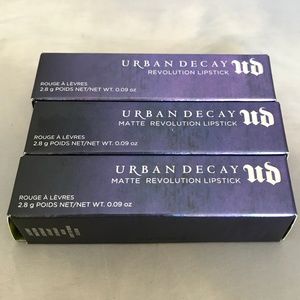 URBAN DECAY UD
REVOLUTION LIPSTICK
ROUGE À LÈVRES
2.8 g POIDS NET/NET WT. 0.09 oz
URBAN DECAY UD
MATTE REVOLUTION LIPSTICK
ROUGE À LÈVRES
2.8 g POIDS NET/NET WT. 0.09 oz
URBAN DECAY UD
MATTE REVOLUTION LIPSTICK
ROUGE À LÈVRES
2.8 g POIDS NET/NET WT. 0.09 oz